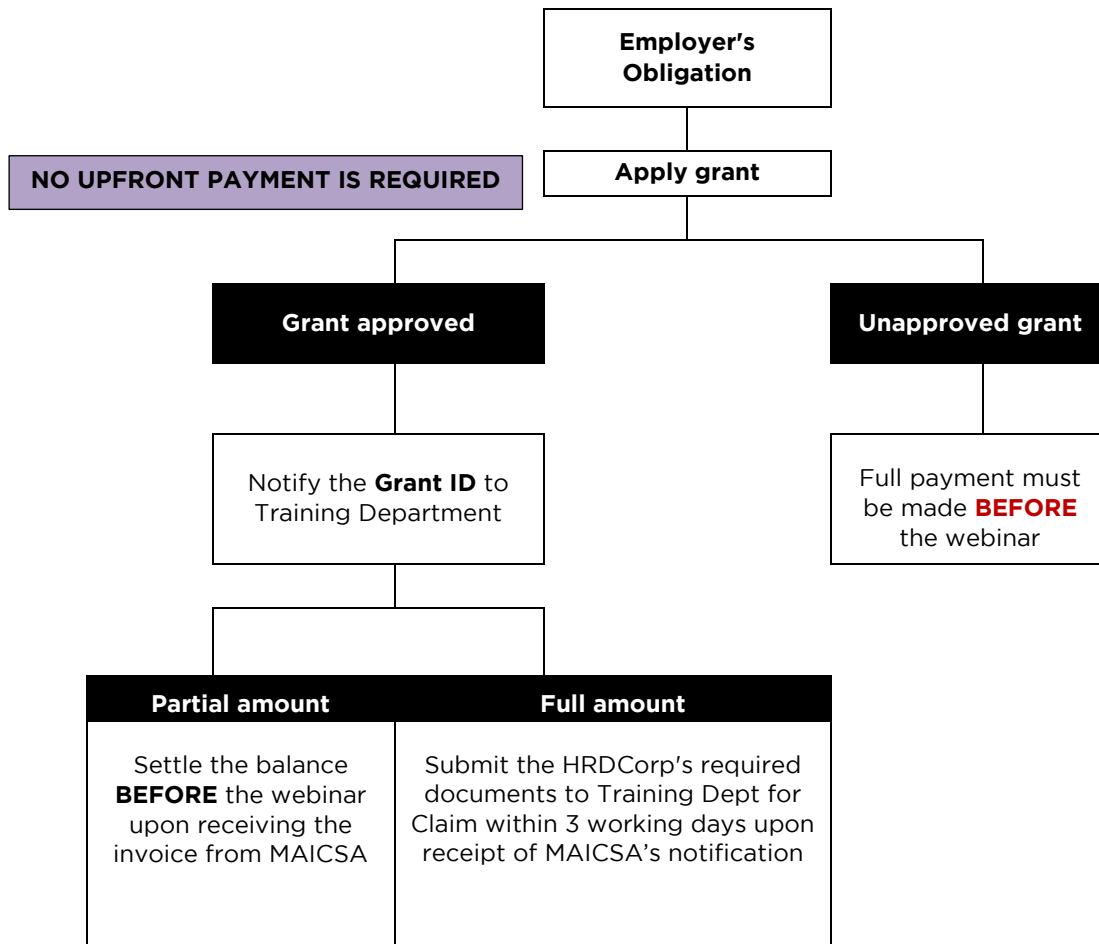 Employer's
Obligation
NO UPFRONT PAYMENT IS REQUIRED
Apply grant
Grant approved
Unapproved grant
Notify the Grant ID to
Training Department
Full payment must
be made BEFORE
the webinar
Partial amount
Full amount
Settle the balance
BEFORE the webinar
upon receiving the
invoice from MAICSA
Submit the HRDCorp's required
documents to Training Dept for
Claim within 3 working days upon
receipt of MAICSA’s notification